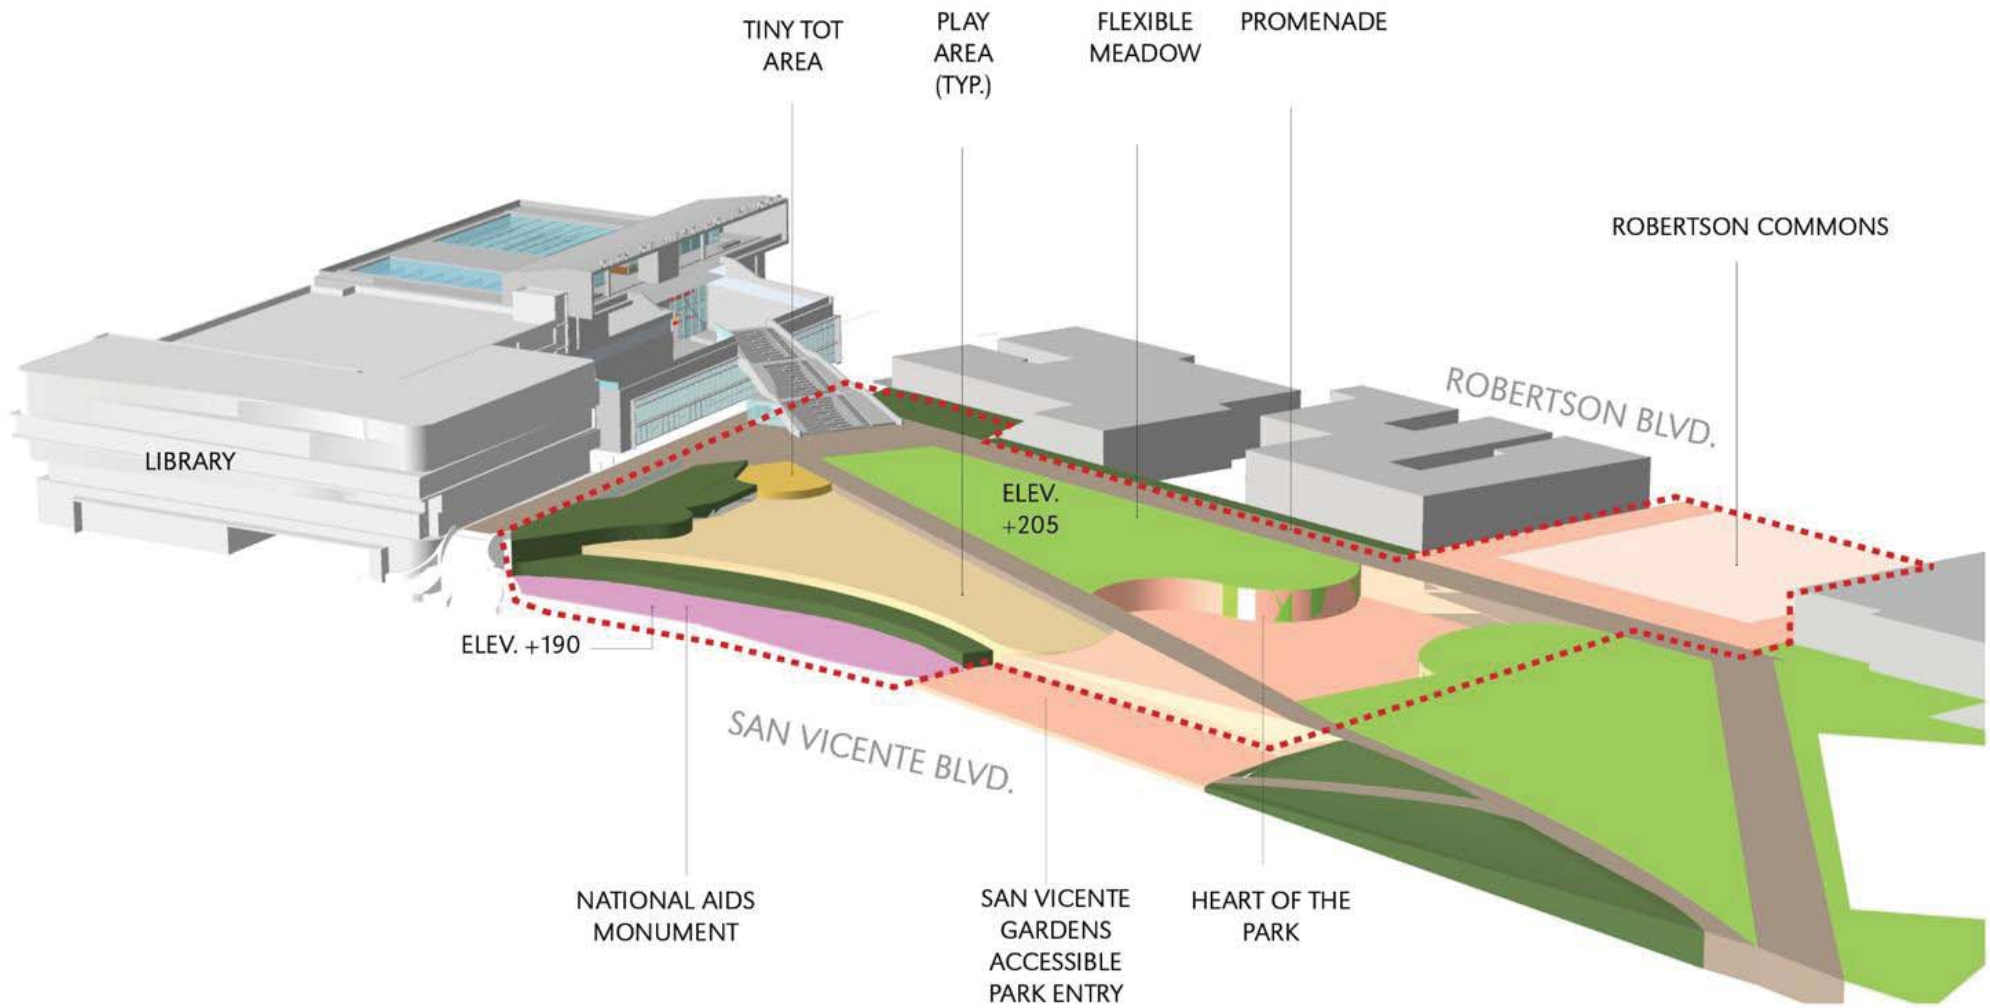 TINY TOT
AREA
PLAY
AREA
(TYP.)
FLEXIBLE
MEADOW
PROMENADE
ROBERTSON COMMONS
ROBERTSON BLVD.
LIBRARY
ELEV.
+205
ELEV. +190
SAN VICENTE BLVD.
NATIONAL AIDS
MONUMENT
SAN VICENTE
GARDENS
ACCESSIBLE
PARK ENTRY
HEART OF THE
PARK